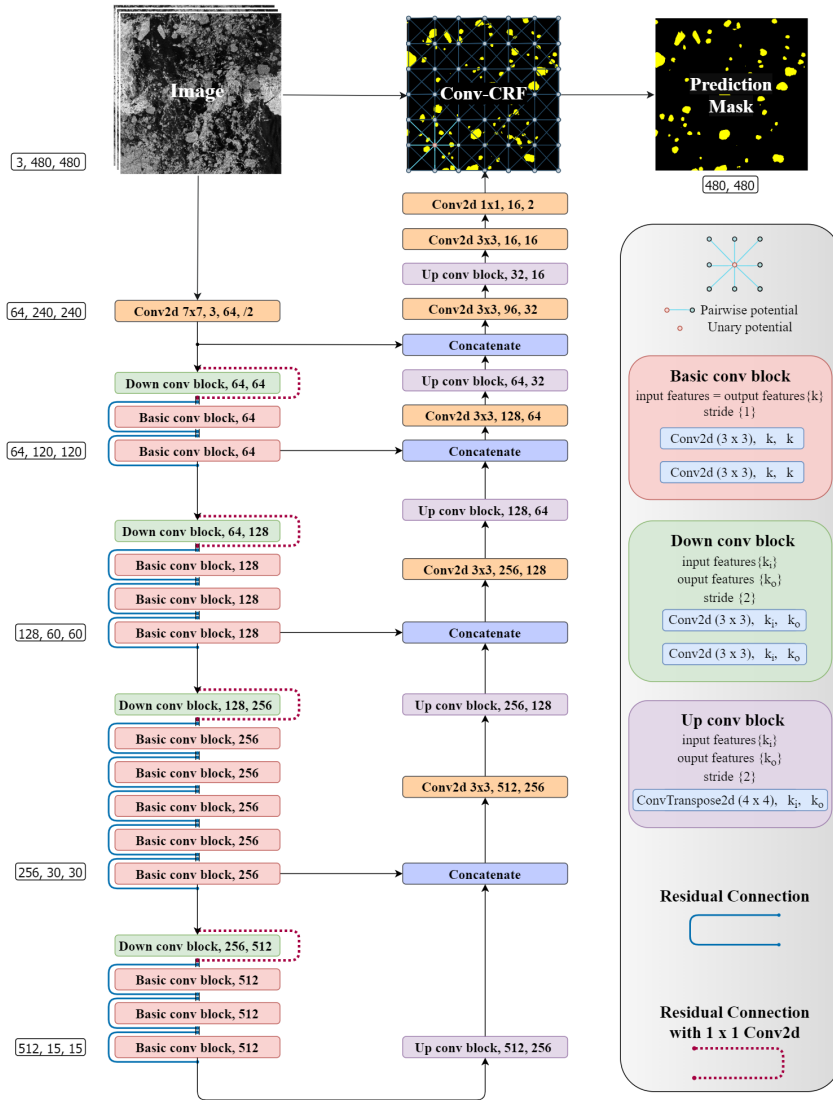 Image
Conv-CRF
Prediction
Mask
3, 480, 480
480, 480
Conv2d 1x1, 16, 2
Conv2d 3x3, 16, 16
Up conv block, 32, 16
64, 240, 240
Conv2d 7x7, 3, 64, /2
Conv2d 3x3, 96, 32
Concatenate
Down conv block, 64, 64
Up conv block, 64, 32
Basic conv block, 64
Conv2d 3x3, 128, 64
64, 120, 120
Basic conv block, 64
Concatenate
Up conv block, 128, 64
Down conv block, 64, 128
Basic conv block, 128
Conv2d 3x3, 256, 128
Basic conv block, 128
128, 60, 60
Basic conv block, 128
Concatenate
Down conv block, 128, 256
Up conv block, 256, 128
Basic conv block, 256
Basic conv block, 256
Conv2d 3x3, 512, 256
Basic conv block, 256
Basic conv block, 256
256, 30, 30
Basic conv block, 256
Concatenate
Down conv block, 256, 512
Basic conv block, 512
Basic conv block, 512
512, 15, 15
Basic conv block, 512
Up conv block, 512, 256
Pairwise potential
Unary potential
Basic conv block
input features = output features{k}
stride {1}
Conv2d (3 x 3), k, k
Conv2d (3 x 3), k, k
Down conv block
input features{ki}
ouput features {ko}
stride {2}
Conv2d (3 x 3), ki, ko
Conv2d (3 x 3), ki, ko
Up conv block
input features{ki}
ouput features {ko}
stride {2}
ConvTranspose2d (4 x 4), ki, ko
Residual Connection
Residual Connection
with 1 x 1 Conv2d